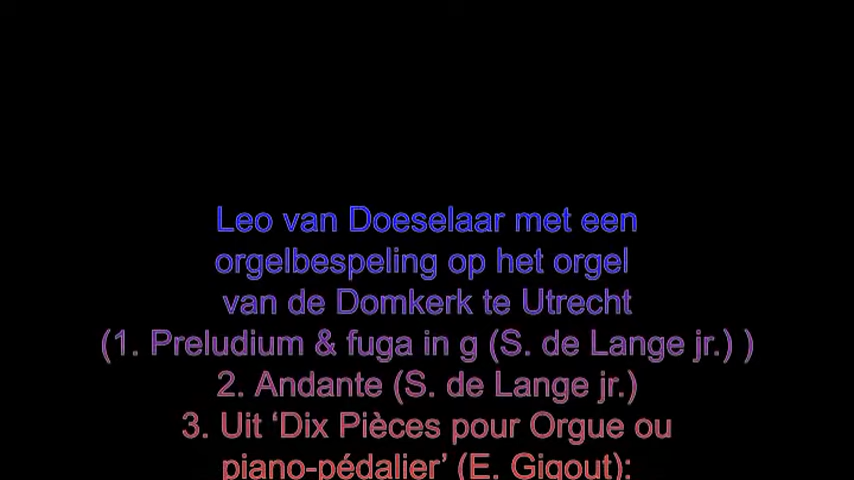 Leo van Doeselaar met een
orgelbespeling op het orgel
van de Domkerk te Utrecht
(1. Preludium & fuga in g (S. de Lange jr.) )
2. Andante (S. de Lange jr.)
3. Uit ‘Dix Pièces pour Orgue ou
piano-pédalier’ (E. Gigout):